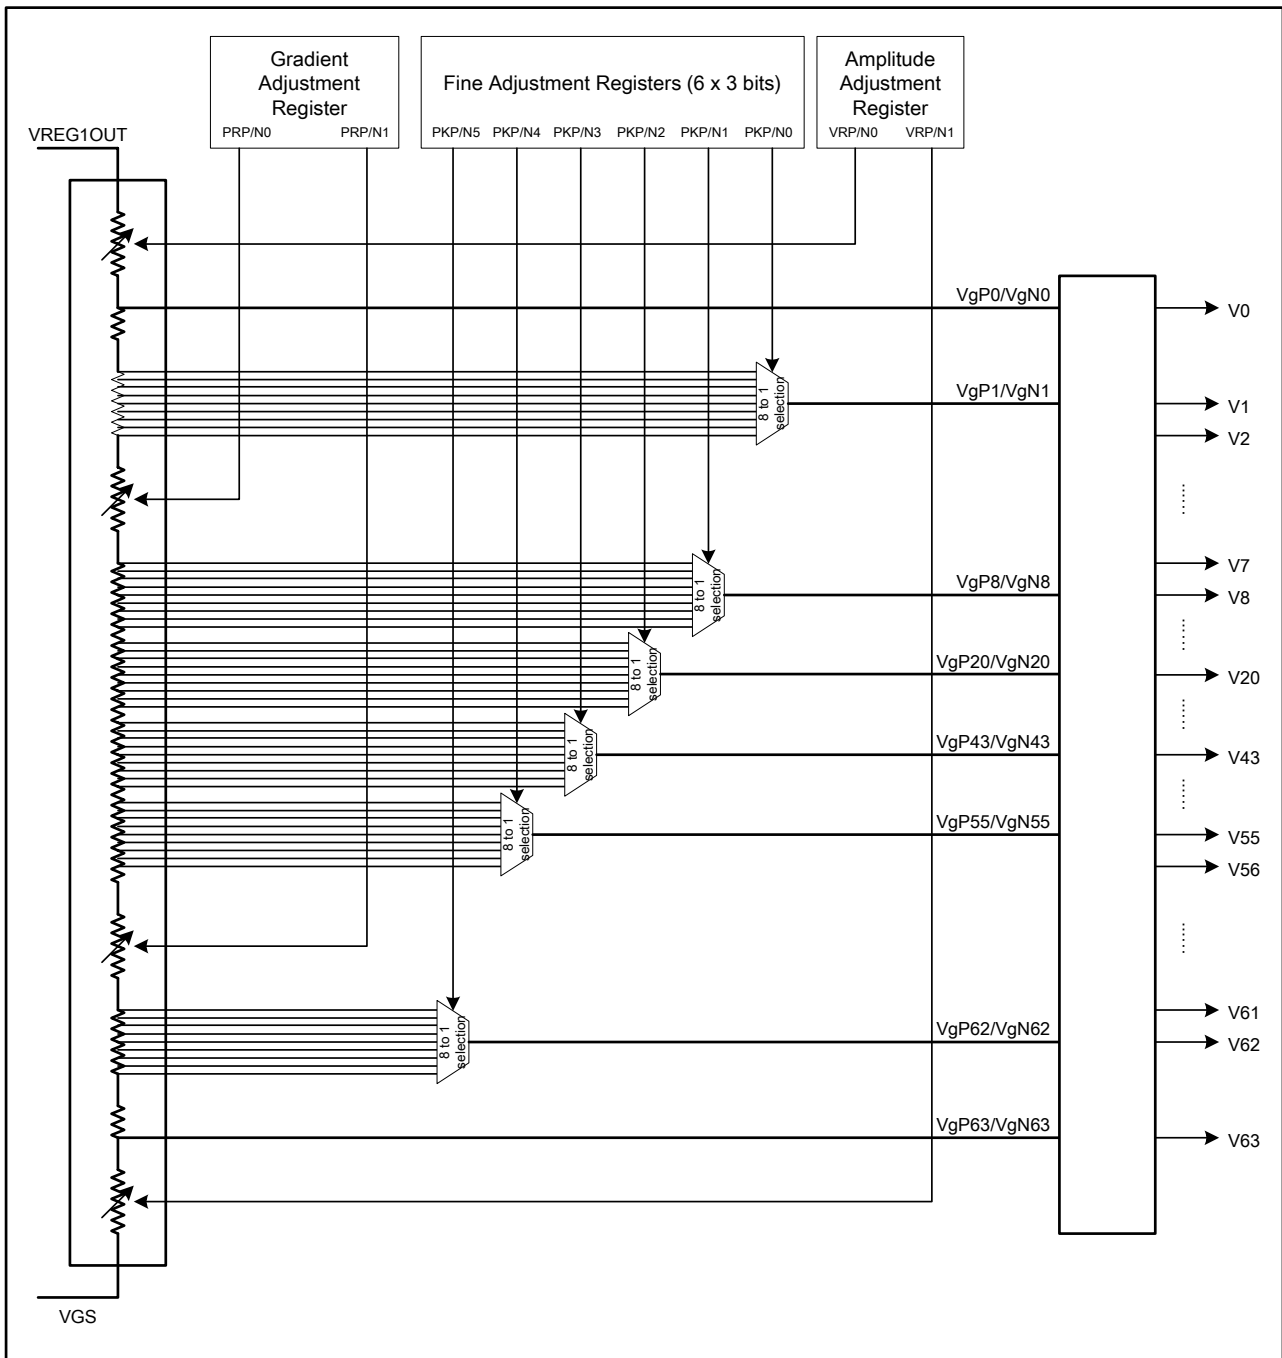 Gradient
Adjustment
Register
PRP/N0 PRP/N1
Fine Adjustment Registers (6 x 3 bits)
PKP/N5 PKP/N4 PKP/N3 PKP/N2 PKP/N1 PKP/N0
Amplitude
Adjustment
Register
VRP/N0 VRP/N1
VREG1OUT
VgP0/VgN0
V0
8 to 1
selection
VgP1/VgN1
V1
V2
V7
8 to 1
selection
VgP8/VgN8
V8
8 to 1
selection
VgP20/VgN20
V20
8 to 1
selection
VgP43/VgN43
V43
8 to 1
selection
VgP55/VgN55
V55
V56
V61
8 to 1
selection
VgP62/VgN62
V62
VgP63/VgN63
V63
VGS